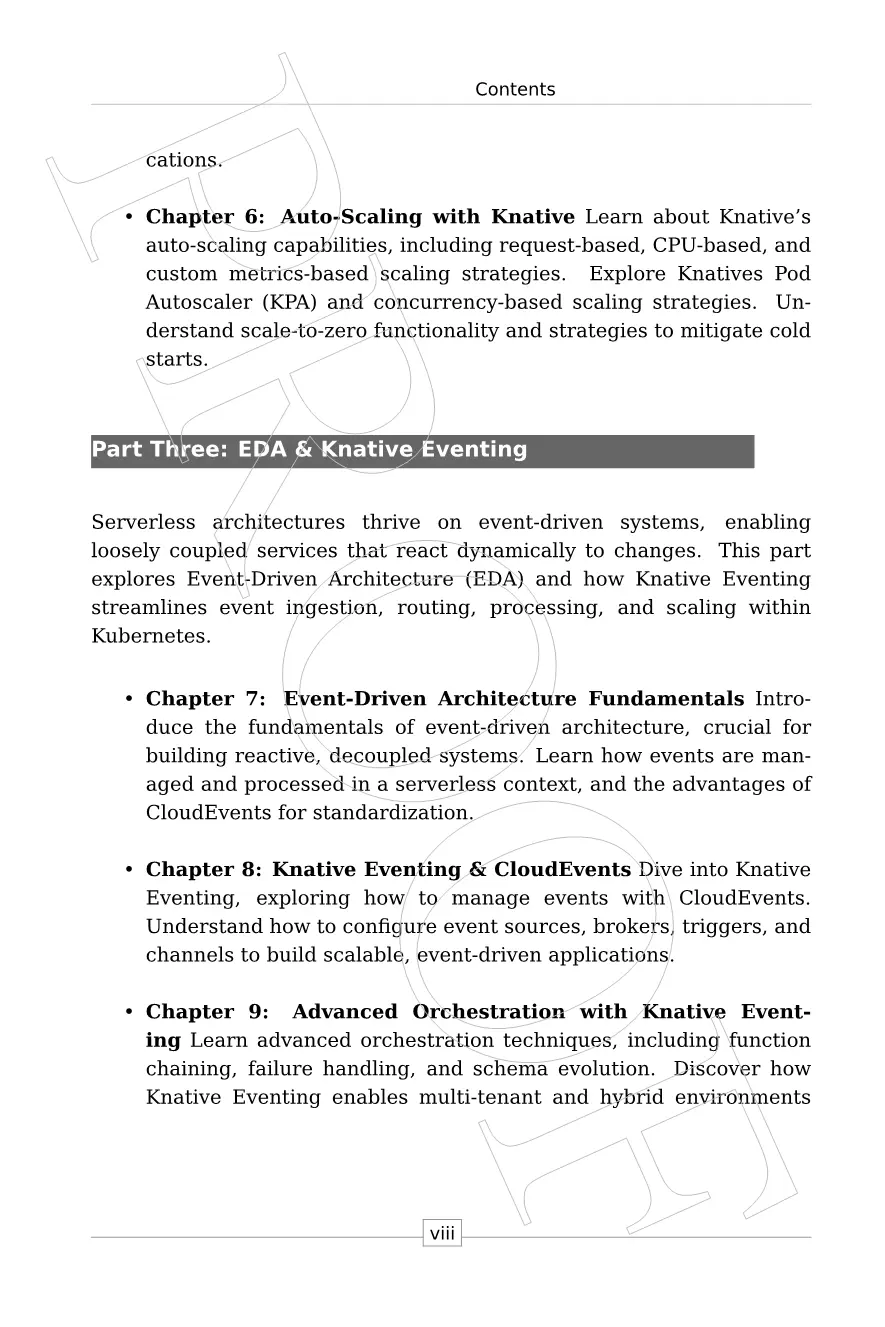 Contents
cations.
• Chapter 6: Auto-Scaling with Knative Learn about Knative’s
auto-scaling capabilities, including request-based, CPU-based, and
custom metrics-based scaling strategies. Explore Knatives Pod
Autoscaler (KPA) and concurrency-based scaling strategies. Un-
derstand scale-to-zero functionality and strategies to mitigate cold
starts.
Part Three: EDA & Knative Eventing
Serverless architectures thrive on event-driven systems, enabling
loosely coupled services that react dynamically to changes. This part
explores Event-Driven Architecture (EDA) and how Knative Eventing
streamlines event ingestion, routing, processing, and scaling within
Kubernetes.
• Chapter 7: Event-Driven Architecture Fundamentals Intro-
duce the fundamentals of event-driven architecture, crucial for
building reactive, decoupled systems. Learn how events are man-
aged and processed in a serverless context, and the advantages of
CloudEvents for standardization.
• Chapter 8: Knative Eventing & CloudEvents Dive into Knative
Eventing, exploring how to manage events with CloudEvents.
Understand how to configure event sources, brokers, triggers, and
channels to build scalable, event-driven applications.
• Chapter 9: Advanced Orchestration with Knative Event-
ing Learn advanced orchestration techniques, including function
chaining, failure handling, and schema evolution. Discover how
Knative Eventing enables multi-tenant and hybrid environments
viii
PROOF